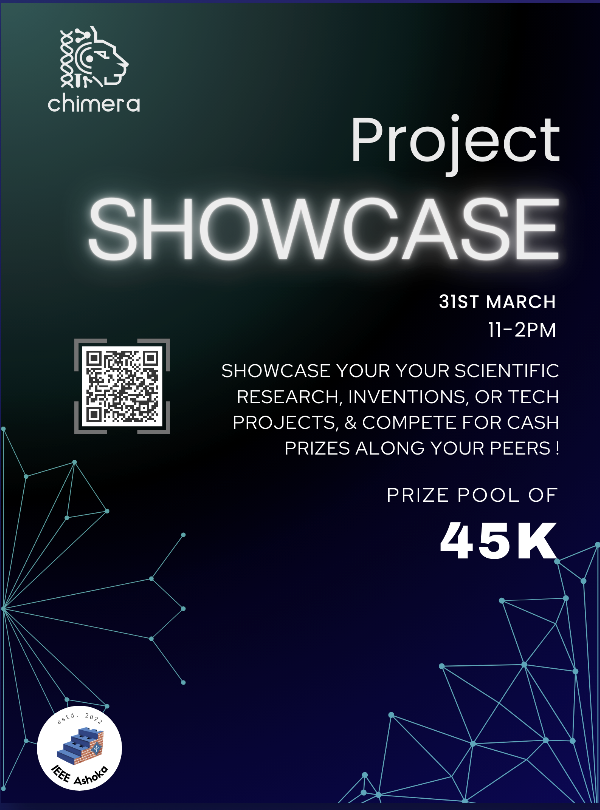 chimera
Project
SHOWCASE
31ST MARCH
11-2PM
SHOWCASE YOUR YOUR SCIENTIFIC
RESEARCH, INVENTIONS, OR TECH
PROJECTS, & COMPETE FOR CASH
PRIZES ALONG YOUR PEERS !
PRIZE POOL OF
45K
IEEE Ashoka